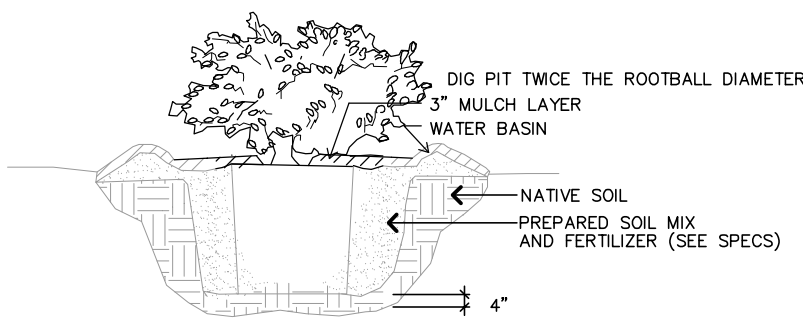 DIG PIT TWICE THE ROOTBALL DIAMETER
3" MULCH LAYER
WATER BASIN
NATIVE SOIL
PREPARED SOIL MIX
AND FERTILIZER (SEE SPECS)
4"